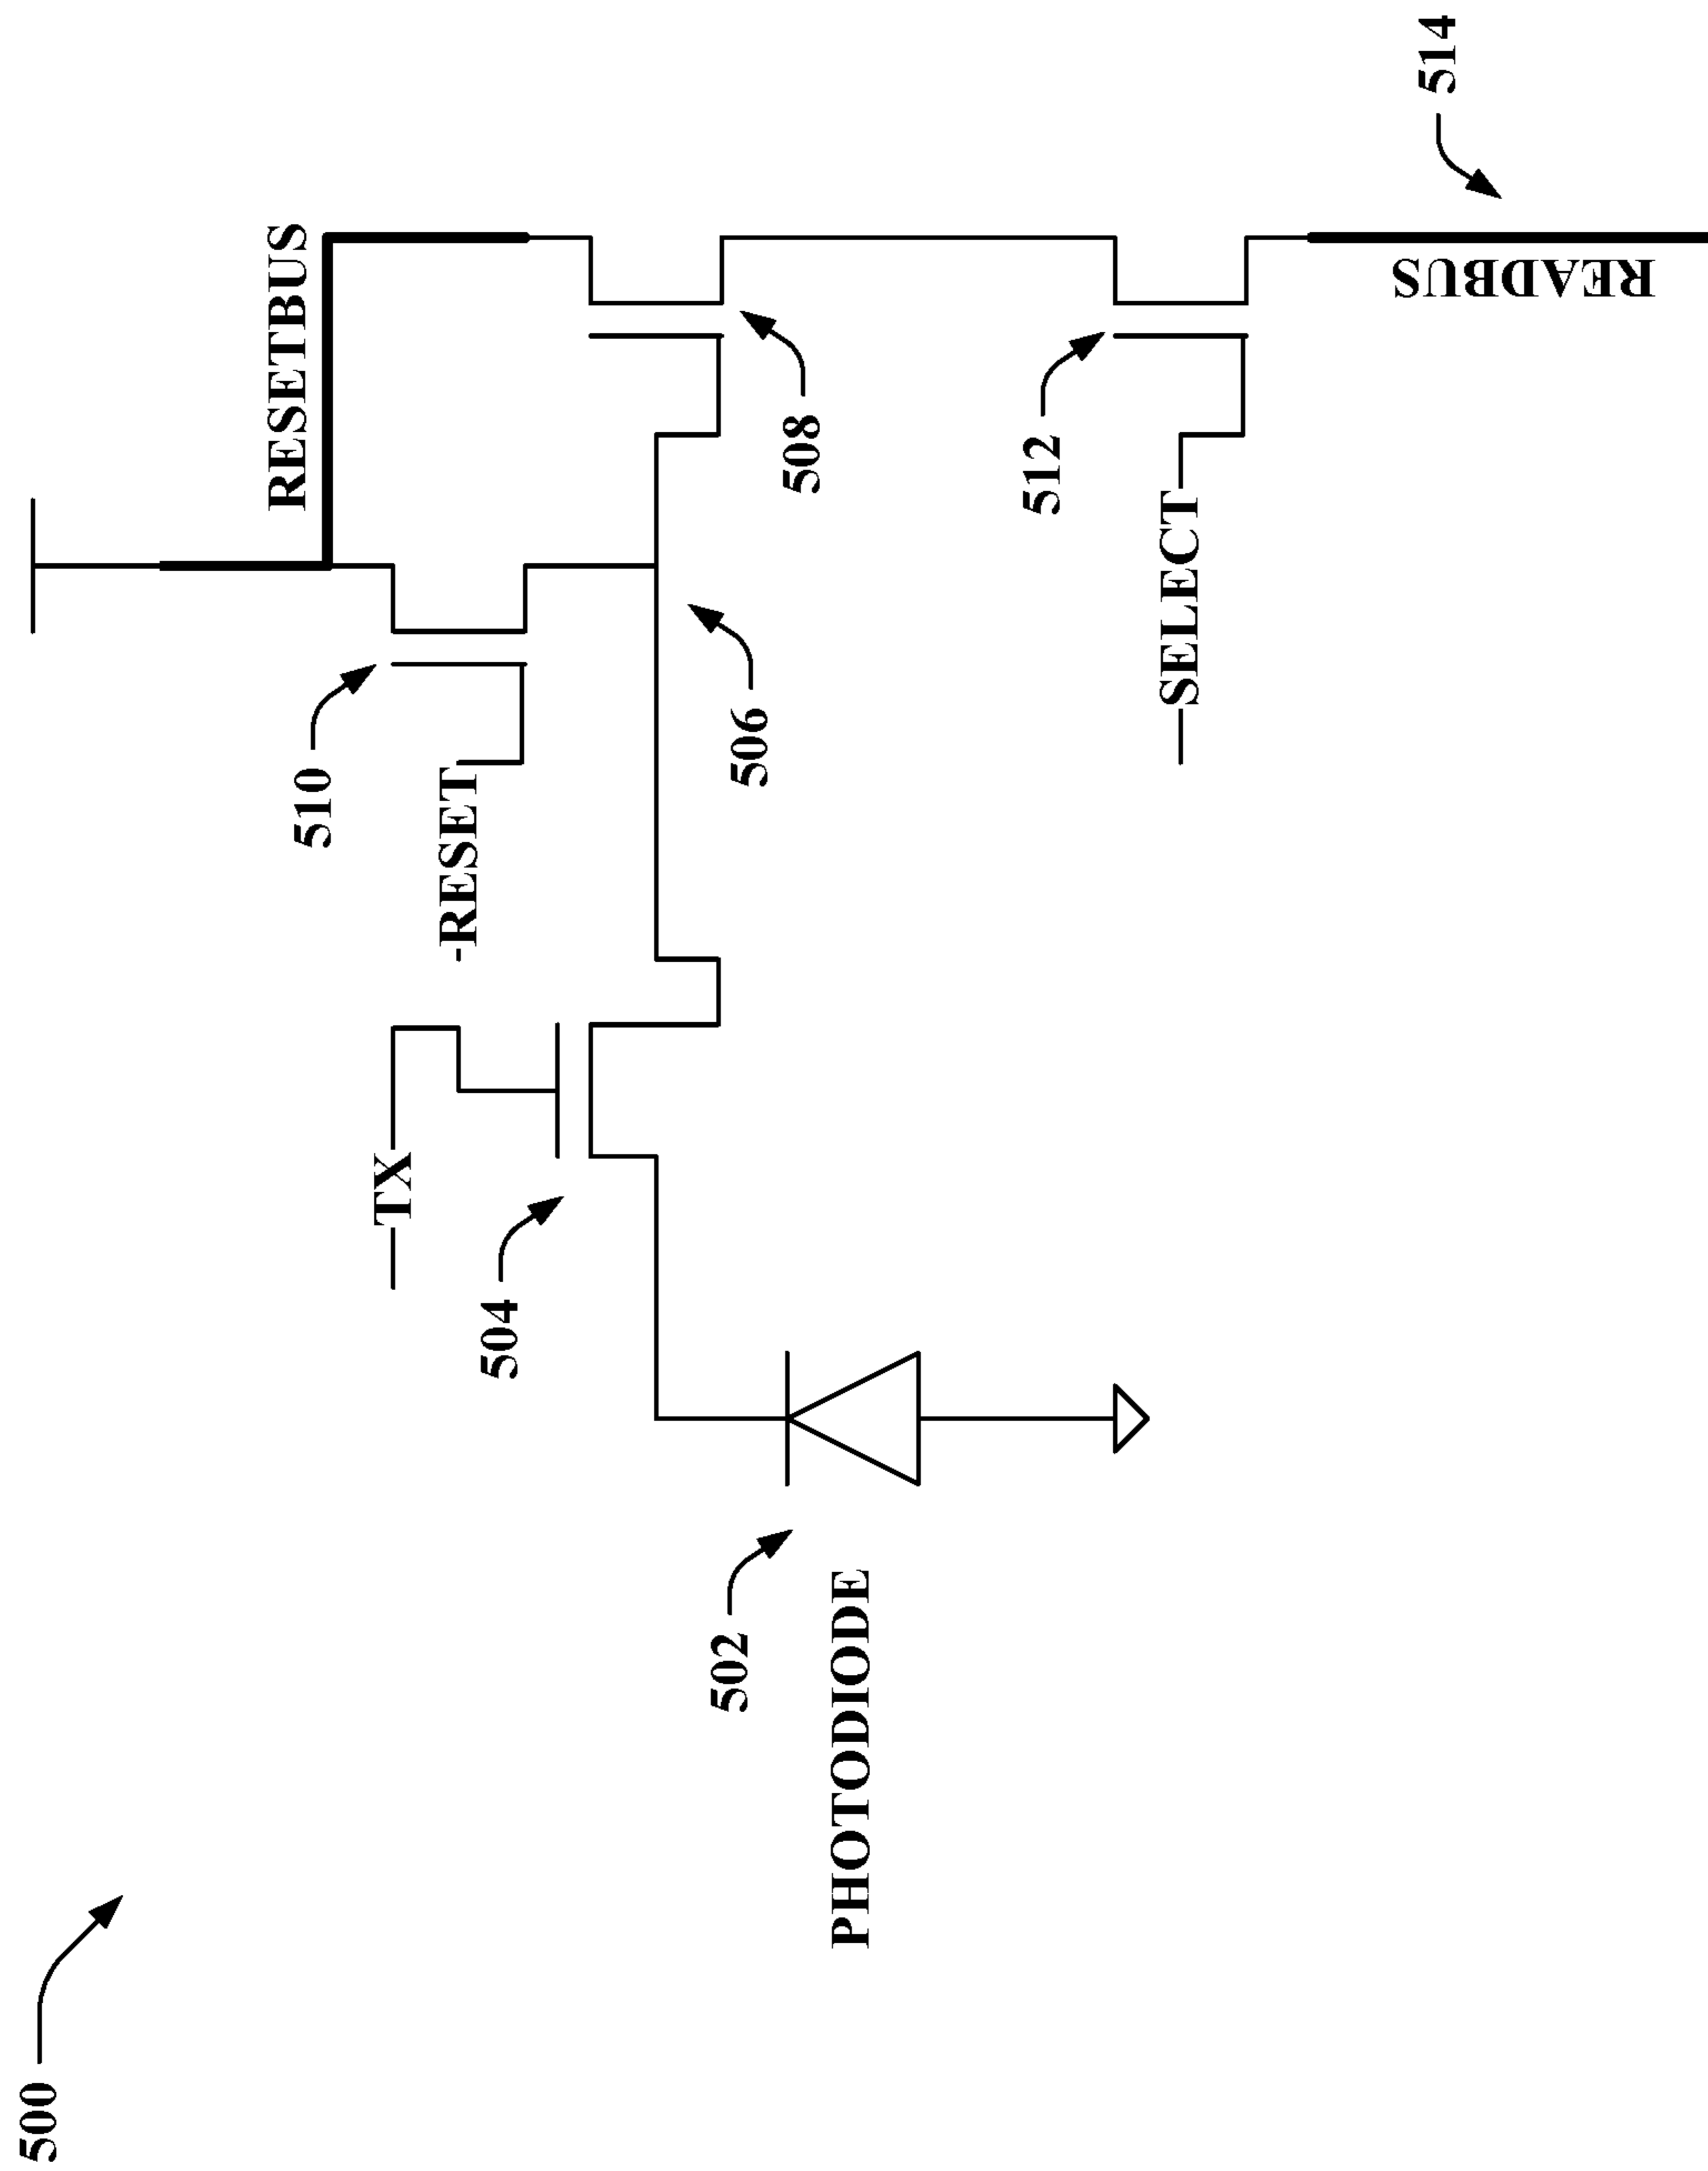 500
502
PHOTODIODE
504
TX
510
RESET
506
RESETBUS
508
512
SELECT
514
READBUS